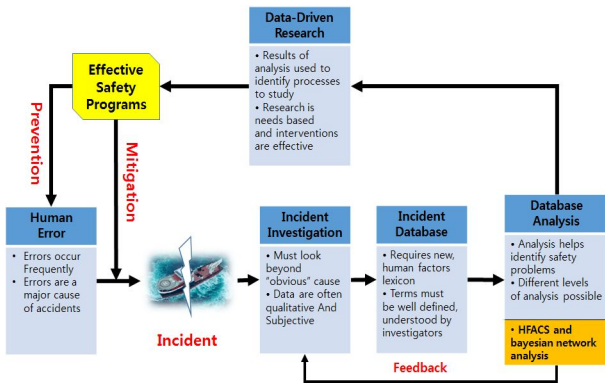 Data-Driven
Research
• Results of
analysis used to
identify processes
to study
• Research is
needs based
and interventions
are effective
Effective
Safety
Programs
Prevention
Mitigation
Human
Error
• Errors occur
Frequently
• Errors are a
major cause
of accidents
Incident
Incident
Investigation
• Must look
beyond
"obvious" cause
• Data are often
qualitative And
Subjective
Incident
Database
• Requires new,
human factors
lexicon
• Terms must
be well defined,
understood by
investigators
Database
Analysis
• Analysis helps
identify safety
problems
• Different levels
of analysis possible
• HFACS and
bayesian network
analysis
Feedback